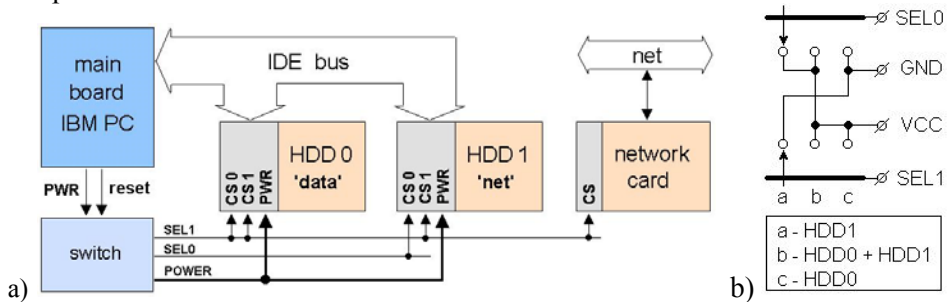 main
board
IBM PC
IDE bus
net
HDD 0
'data'
CS 0
CS 1
PWR
HDD 1
'net'
CS 0
CS 1
PWR
network
card
CS
PWR
reset
switch
SEL1
SEL0
POWER
a)
SEL0
GND
VCC
SEL1
a b c
a - HDD1
b - HDD0 + HDD1
c - HDD0
b)